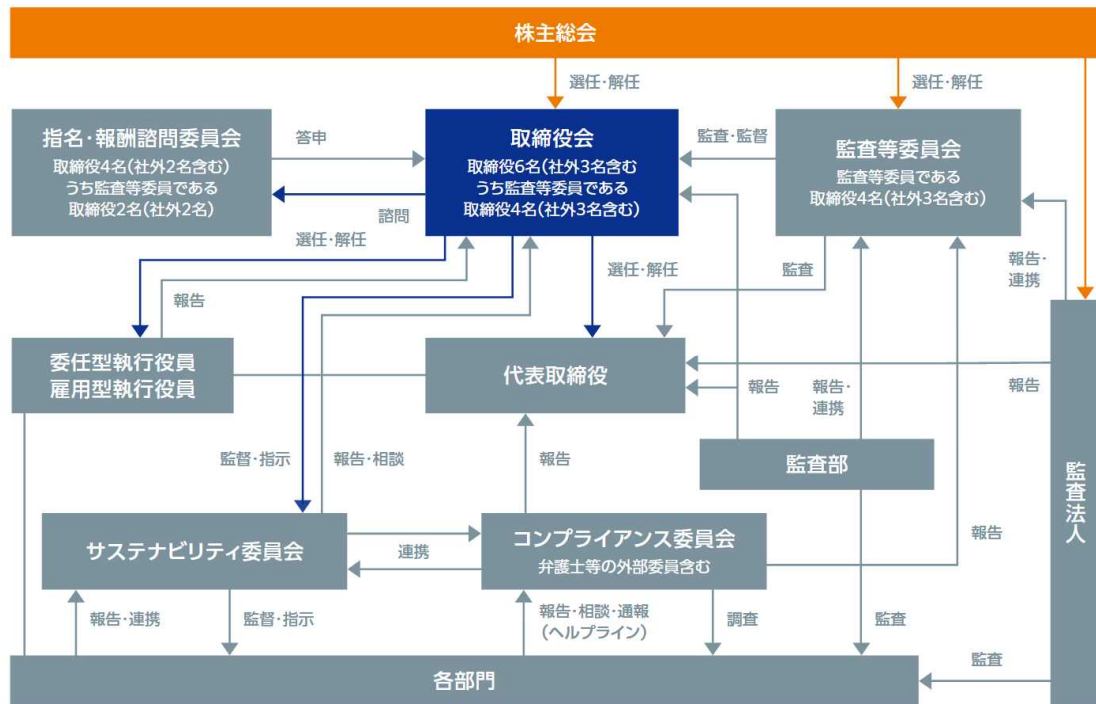 株主総会
選任・解任
選任・解任
指名・報酬諮問委員会
取締役4名(社外2名含む)
うち監査等委員である
取締役2名(社外2名)
答申
諮問
取締役会
取締役6名(社外3名含む
うち監査等委員である
取締役4名(社外3名含む)
監査・監督
監査等委員会
監査等委員である
取締役4名(社外3名含む)
選任・解任
報告
選任・解任
監査
報告・
連携
委任型執行役員
雇用型執行役員
代表取締役
報告
報告・
連携
報告
監督・指示
報告・相談
報告
監査部
監査法人
サステナビリティ委員会
連携
コンプライアンス委員会
弁護士等の外部委員含む
報告
報告・連携
監督・指示
報告・相談・通報
(ヘルプライン)
調査
監査
監査
各部門